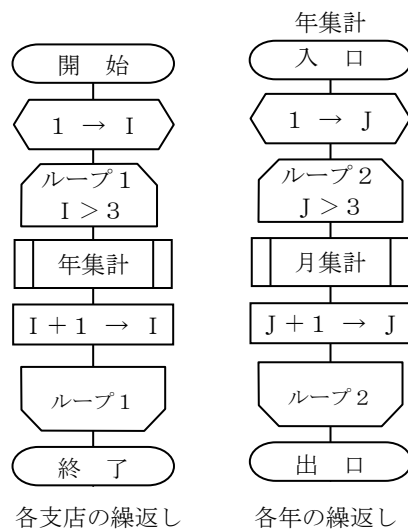 開　始
１ → Ｉ
ループ１
Ｉ＞３
年集計
Ｉ＋１ → Ｉ
ループ１
終　了
各支店の繰返し
年集計
入　口
１ → Ｊ
ループ２
Ｊ＞３
月集計
Ｊ＋１ → Ｊ
ループ２
出　口
各年の繰返し